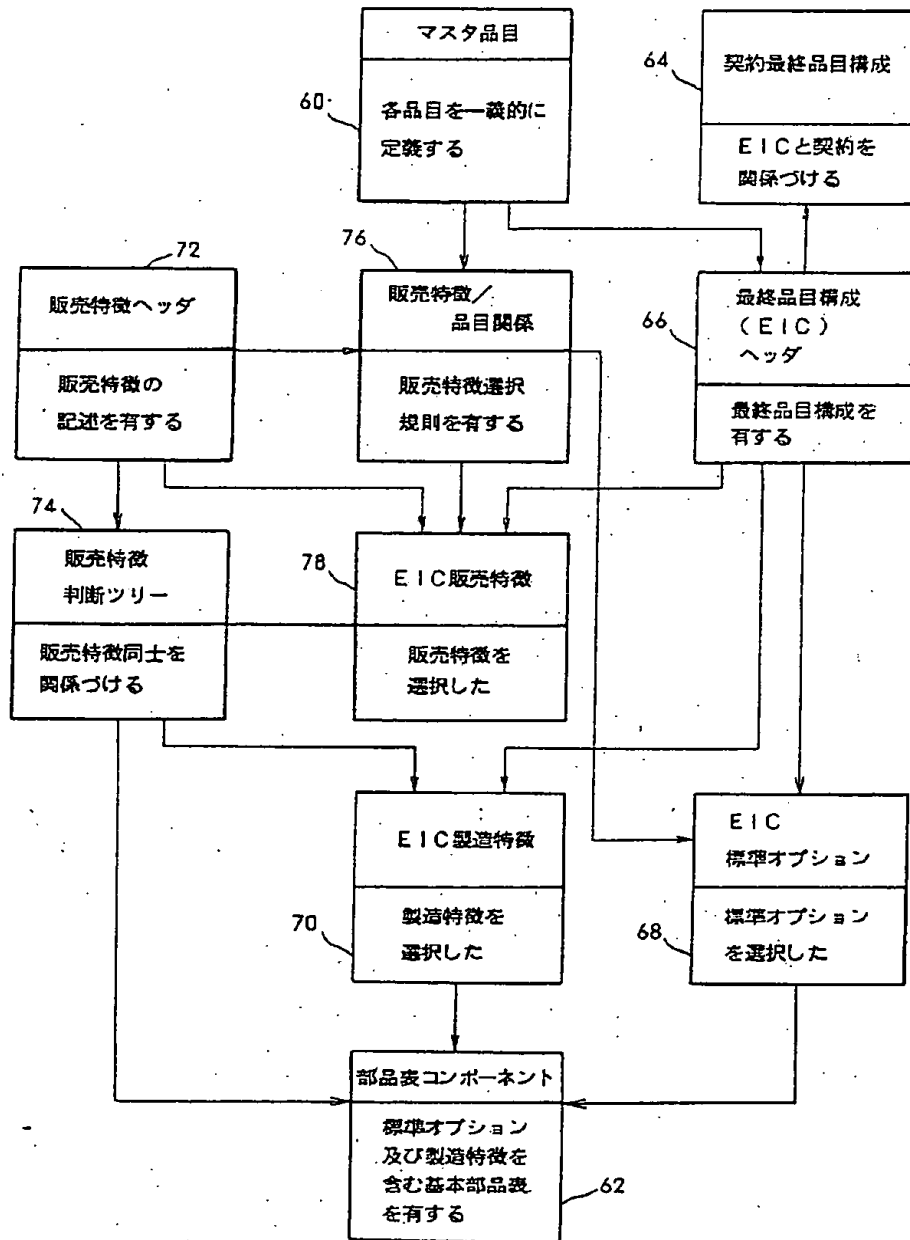 マスタ品目
60
各品目を一義的に
定義する
64
契約最終品目構成
EICと契約を
関係づける
72
販売特徴ヘッダ
販売特徴の
記述を有する
76
販売特徴/
品目関係
販売特徴選択
規則を有する
66
最終品目構成
(EIC)
ヘッダ
最終品目構成を
有する
74
販売特徴
判断ツリー
販売特徴同士を
関係づける
78
EIC販売特徴
販売特徴を
選択した
EIC製造特徴
70
製造特徴を
選択した
EIC
標準オプション
68
標準オプション
を選択した
部品表コンポーネント
標準オプション
及び製造特徴を
含む基本部品表
を有する
62